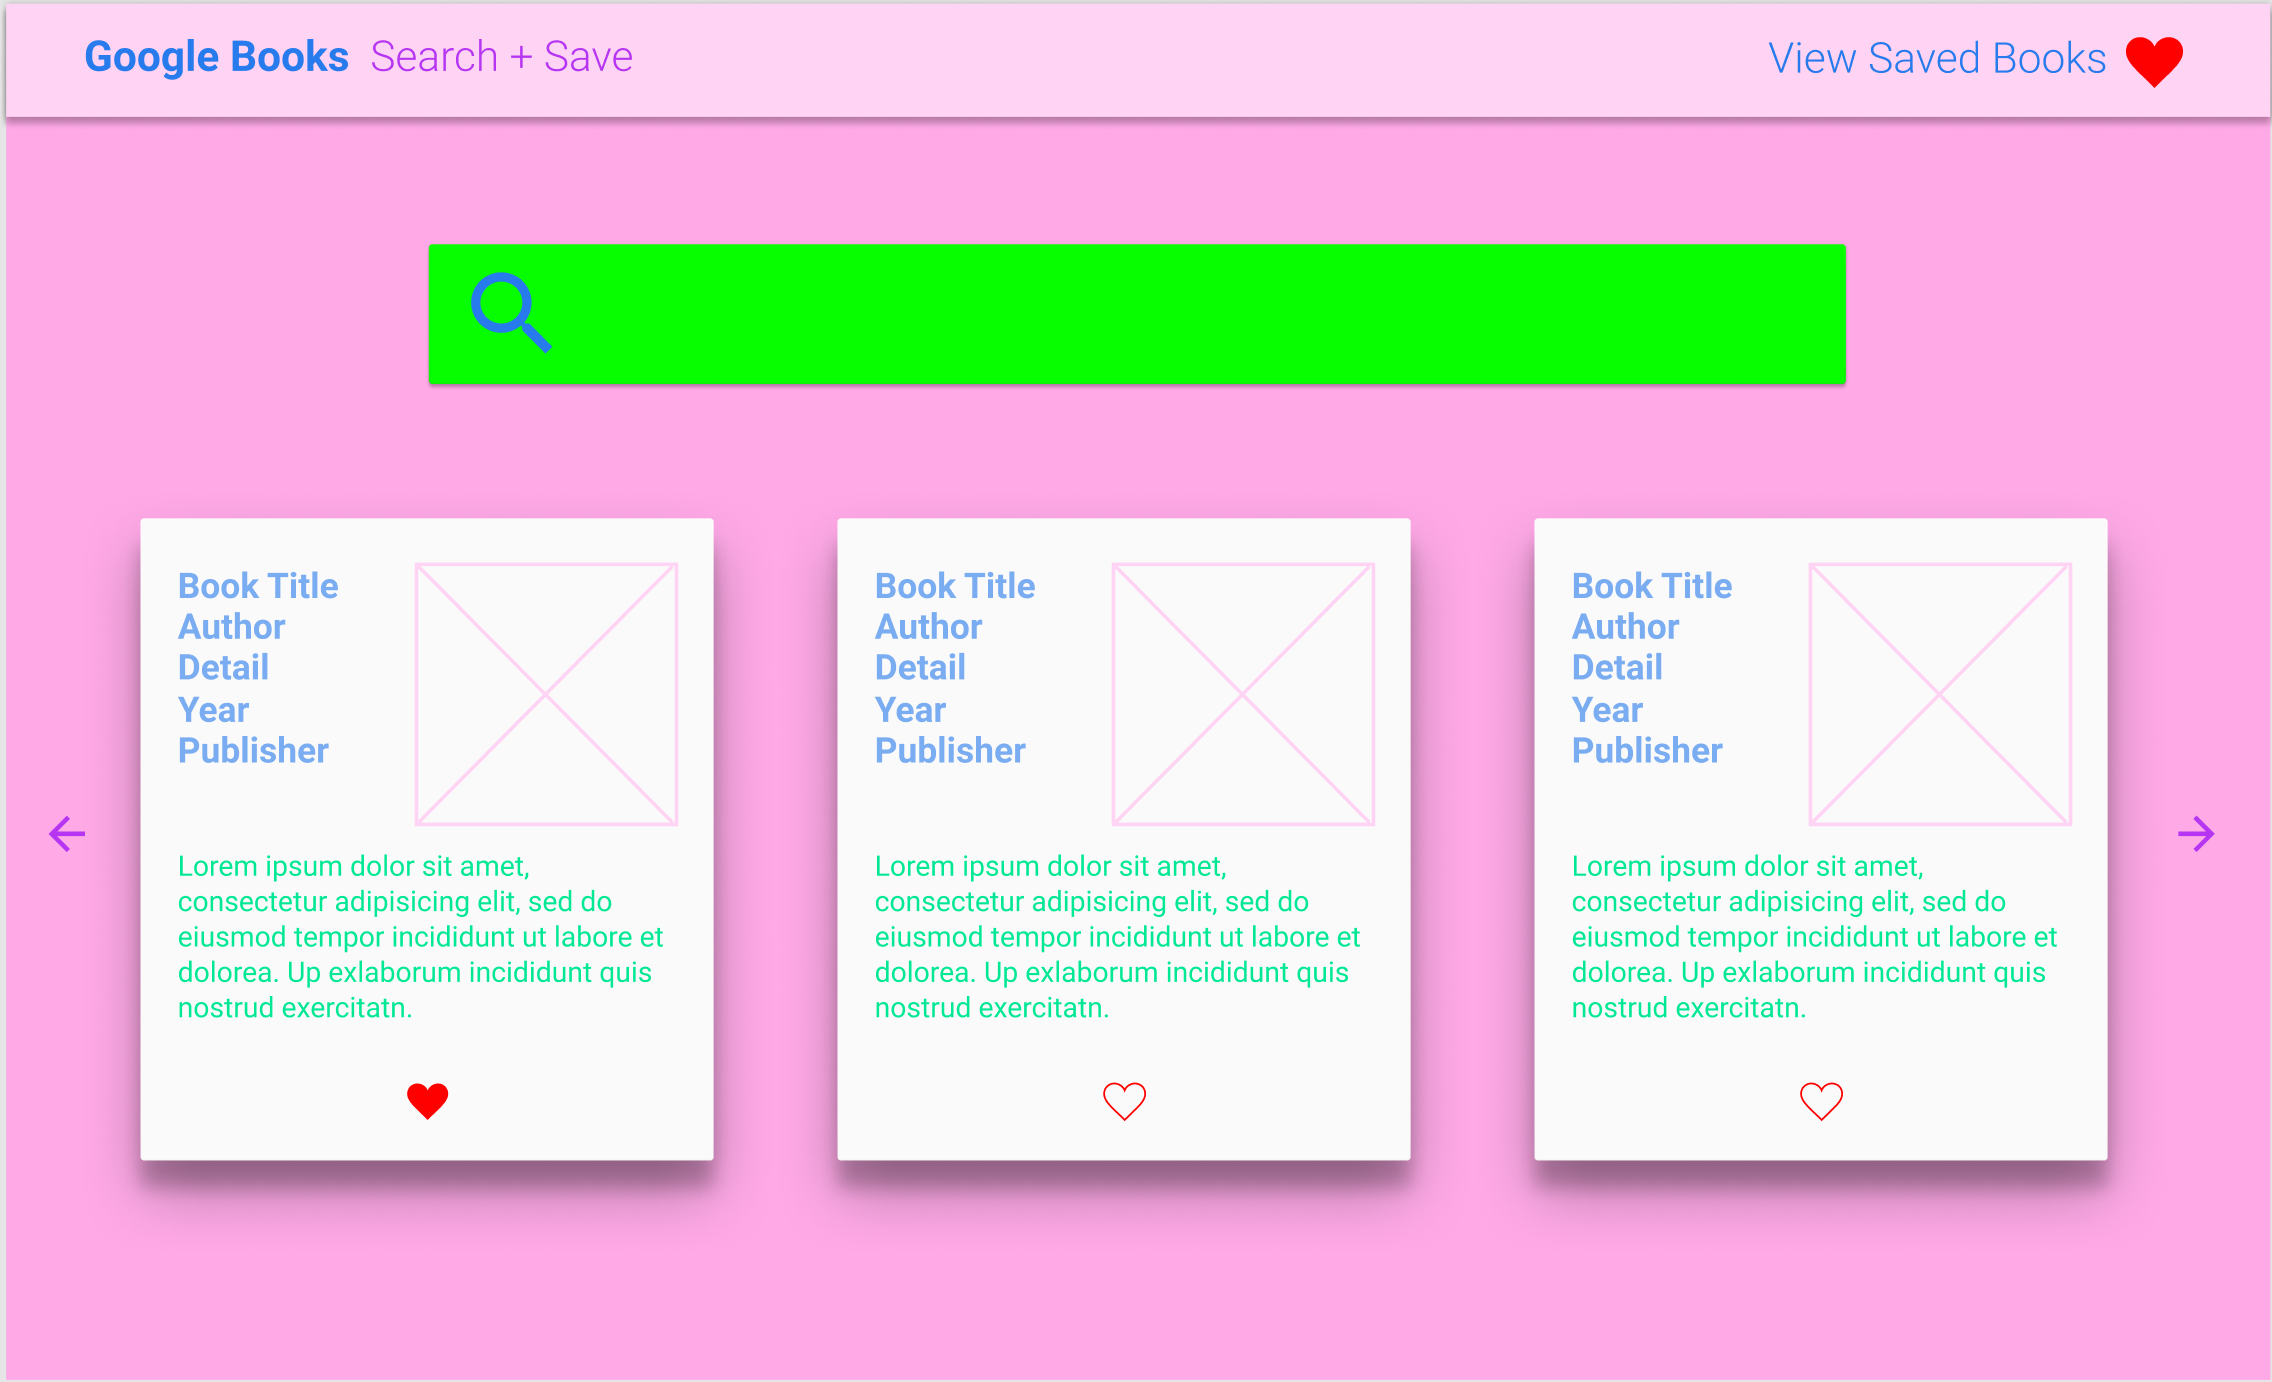 Google Books Search + Save
View Saved Books
Book Title
Author
Detail
Year
Publisher
Lorem ipsum dolor sit amet,
consectetur adipisicing elit, sed do
eiusmod tempor incididunt ut labore et
dolorea. Up exlaborum incididunt quis
nostrud exercitatn.
Book Title
Author
Detail
Year
Publisher
Lorem ipsum dolor sit amet,
consectetur adipisicing elit, sed do
eiusmod tempor incididunt ut labore et
dolorea. Up exlaborum incididunt quis
nostrud exercitatn.
Book Title
Author
Detail
Year
Publisher
Lorem ipsum dolor sit amet,
consectetur adipisicing elit, sed do
eiusmod tempor incididunt ut labore et
dolorea. Up exlaborum incididunt quis
nostrud exercitatn.